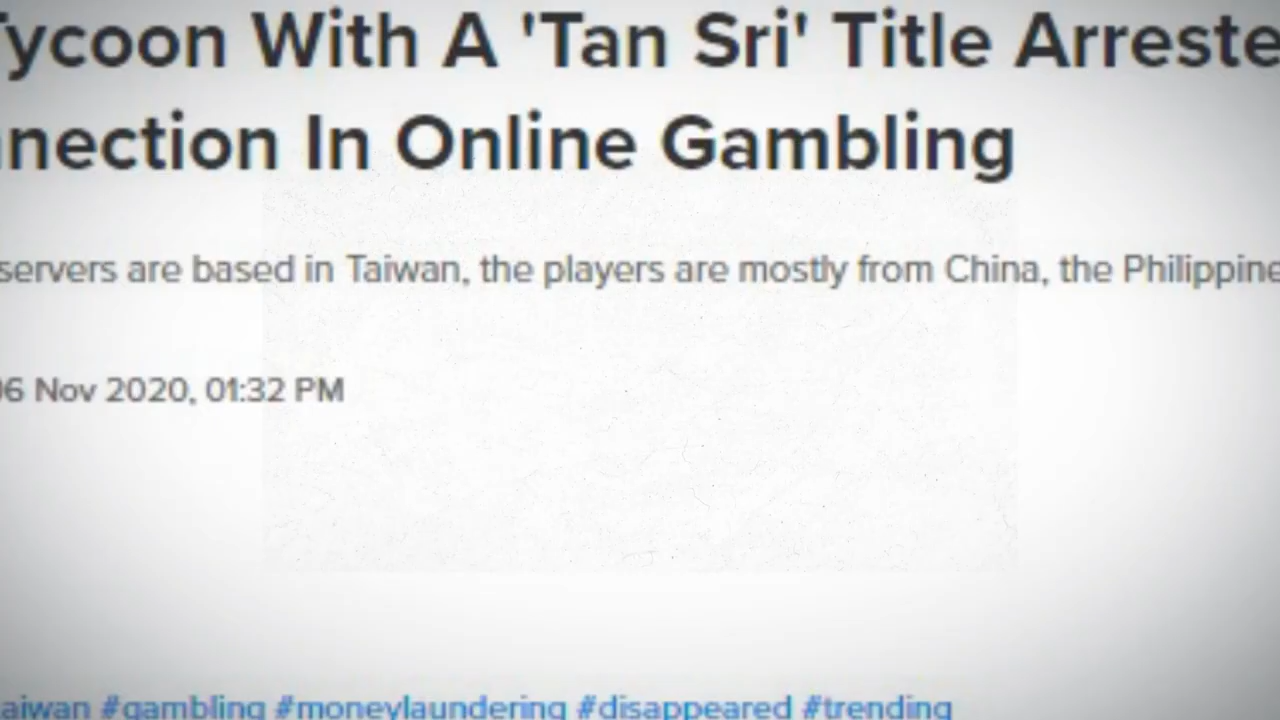 Tycoon With A 'Tan Sri' Title Arreste
nnection In Online Gambling
servers are based in Taiwan, the players are mostly from China, the Philippine
06 Nov 2020, 01:32 PM
aiwan #gambling #moneylaundering #disappeared #trending